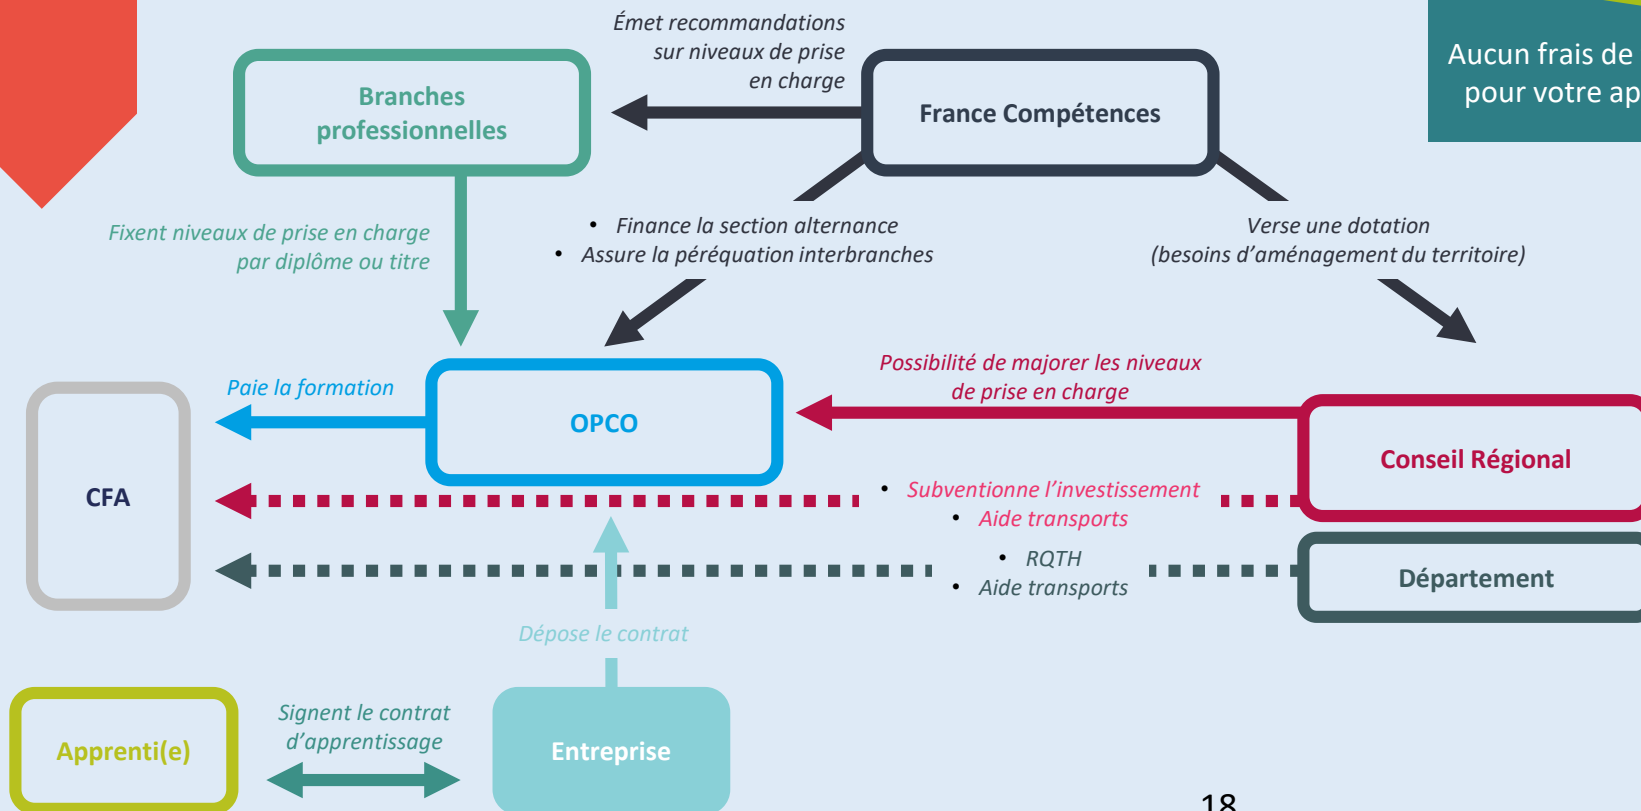 Émet recommandations
sur niveaux de prise
en charge
Aucun frais de
pour votre
Branches
professionnelles
France Compétences
Fixent niveaux de prise en charge
par diplôme ou titre
• Finance la section alternance
• Assure la péréquation interbranches
Verse une dotation
(besoins d’aménagement du territoire)
Possibilité de majorer les niveaux
de prise en charge
Paie la formation
OPCO
Conseil Régional
CFA
• Subventionne l’investissement
• Aide transports
• RQTH
• Aide transports
Département
Dépose le contrat
Signent le contrat
d’apprentissage
Apprenti(e)
Entreprise
18